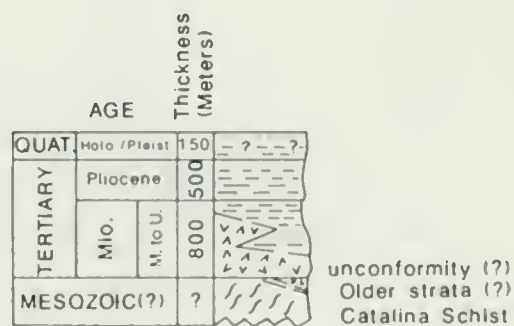 AGE
Thickness
(Meters)
QUAT. Holo/Pleist 150 ? ?
TERTIARY Pliocene 500
Mio. M. to U. 800
MESOZOIC(?) ?
unconformity (?)
Older strata (?)
Catalina Schist